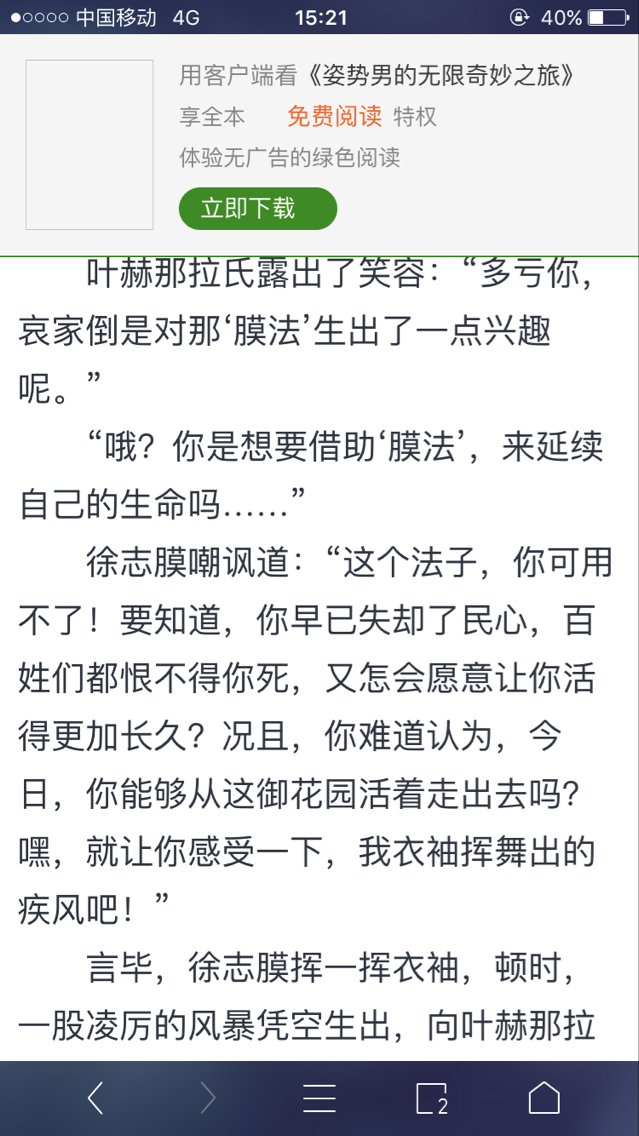 中国移动 4G 15:21 40%
用客户端看《姿势男的无限奇妙之旅》
享全本 免费阅读 特权
体验无广告的绿色阅读
立即下载
叶赫那拉氏露出了笑容：“多亏你，
哀家倒是对那‘膜法’生出了一点兴趣
呢。”
“哦？你是想要借助‘膜法’，来延续
自己的生命吗……”
徐志膜嘲讽道：“这个法子，你可用
不了！要知道，你早已失却了民心，百
姓们都恨不得你死，又怎会愿意让你活
得更加长久？况且，你难道认为，今
日，你能够从这御花园活着走出去吗？
嘿，就让你感受一下，我衣袖挥舞出的
疾风吧！”
言毕，徐志膜挥一挥衣袖，顿时，
一股凌厉的风暴凭空生出，向叶赫那拉
2